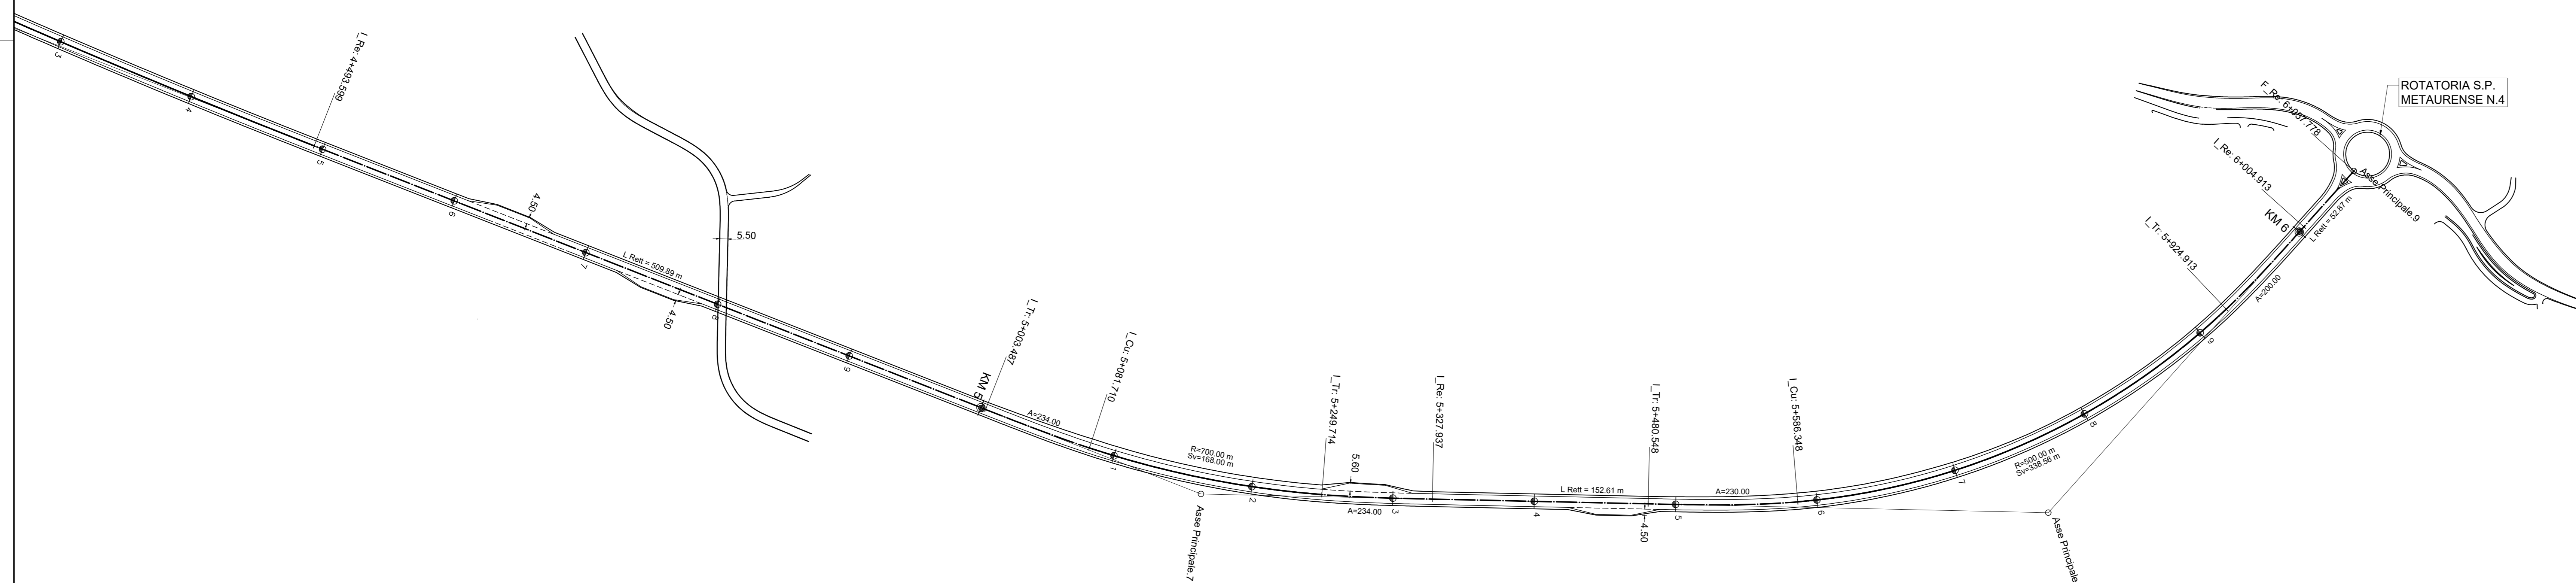 3
4
I_Re: 4+493.599
5
6
4.50
7
L Rett = 509.89 m
4.50
5.50
8
9
KM 5
I_Tr: 5+003.487
A=234.00
I_Cu: 5+081.710
1
Asse Principale.7
R=700.00 m
Sv=168.00 m
2
I_Tr: 5+249.714
5.60
A=234.00
3
I_Re: 5+327.937
4
L Rett = 152.61 m
4.50
I_Tr: 5+480.548
5
A=230.00
I_Cu: 5+586.348
6
7
R=500.00 m
Sv=338.56 m
Asse Principale
8
9
I_Tr: 5+924.913
A=200.00
KM 6
I_Re: 6+004.913
L Rett = 52.87 m
F_Re: 6+057.778
Asse Principale.9
ROTATORIA S.P.
METAURENSE N.4